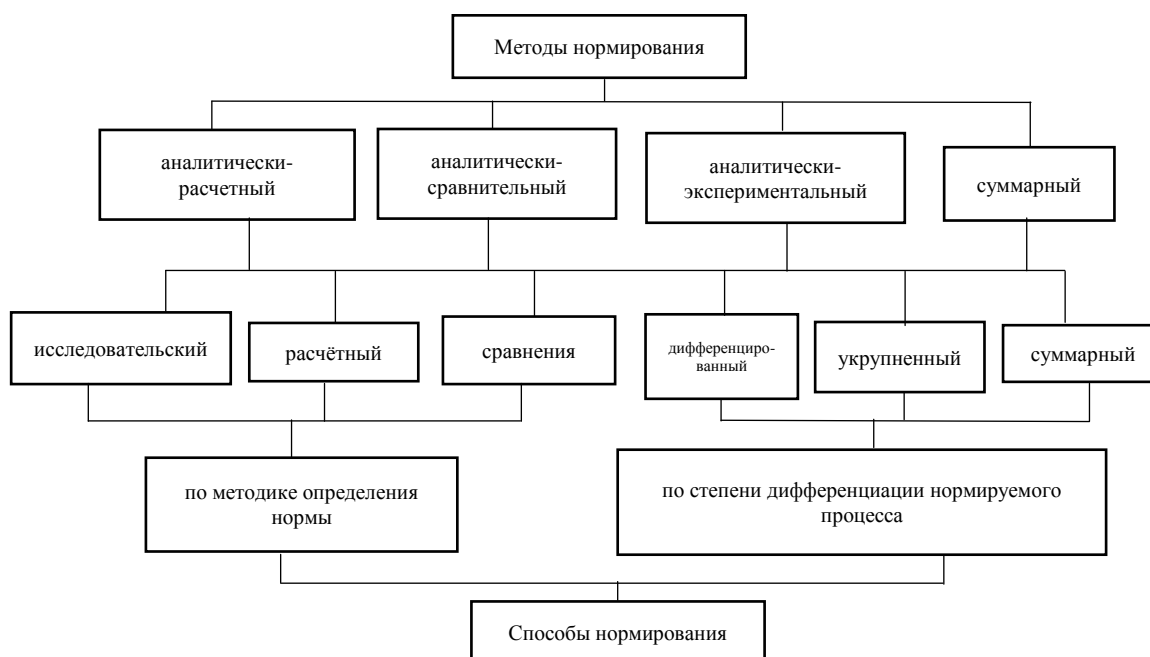 Методы нормирования
аналитически-
расчетный
аналитически-
сравнительный
аналитически-
экспериментальный
суммарный
исследовательский
расчётный
сравнения
дифференциро-
ванный
укрупненный
суммарный
по методике определения
нормы
по степени дифференциации нормируемого
процесса
Способы нормирования